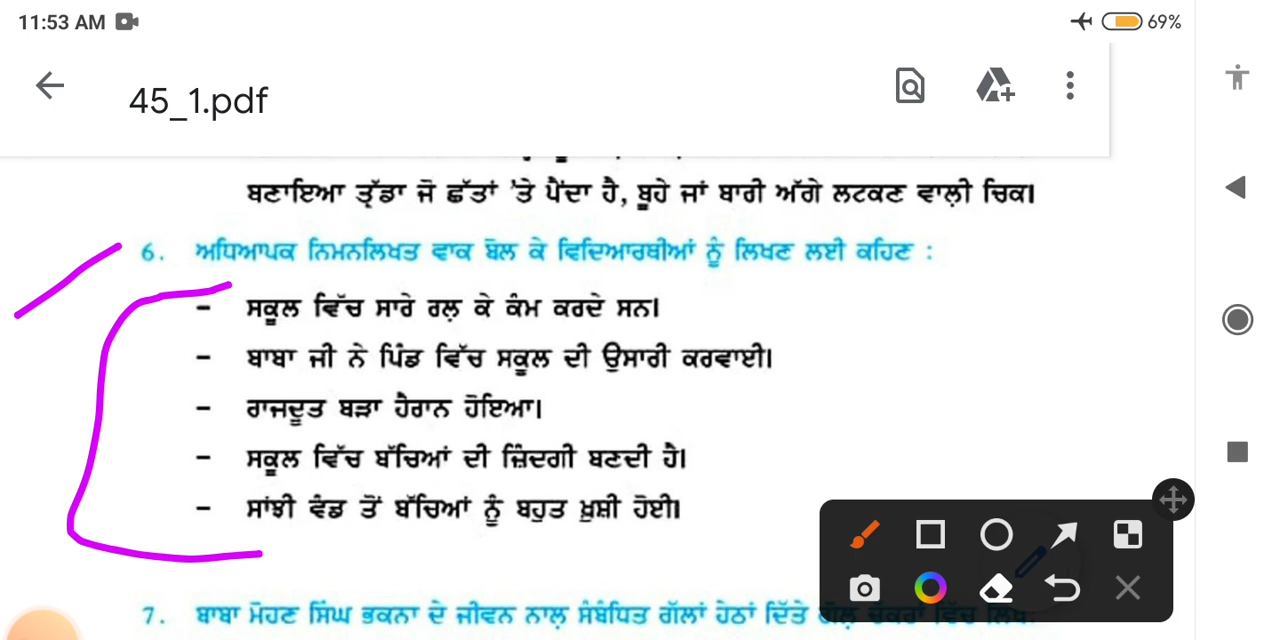 11:53 AM
69%
45_1.pdf
ਬਣਾਇਆ ਤ੍ਰੱਡਾ ਜੋ ਛੱਤਾਂ 'ਤੇ ਪੈਂਦਾ ਹੈ, ਬੂਹੇ ਜਾਂ ਬਾਰੀ ਅੱਗੇ ਲਟਕਣ ਵਾਲ਼ੀ ਚਿਕ।
6. ਅਧਿਆਪਕ ਨਿਮਨਲਿਖਤ ਵਾਕ ਬੋਲ ਕੇ ਵਿਦਿਆਰਥੀਆਂ ਨੂੰ ਲਿਖਣ ਲਈ ਕਹਿਣ :
– ਸਕੂਲ ਵਿੱਚ ਸਾਰੇ ਰਲ਼ ਕੇ ਕੰਮ ਕਰਦੇ ਸਨ।
– ਬਾਬਾ ਜੀ ਨੇ ਪਿੰਡ ਵਿੱਚ ਸਕੂਲ ਦੀ ਉਸਾਰੀ ਕਰਵਾਈ।
– ਰਾਜਦੂਤ ਬੜਾ ਹੈਰਾਨ ਹੋਇਆ।
– ਸਕੂਲ ਵਿੱਚ ਬੱਚਿਆਂ ਦੀ ਜ਼ਿੰਦਗੀ ਬਣਦੀ ਹੈ।
– ਸਾਂਝੀ ਵੰਡ ਤੋਂ ਬੱਚਿਆਂ ਨੂੰ ਬਹੁਤ ਖ਼ੁਸ਼ੀ ਹੋਈ।
7. ਬਾਬਾ ਸੋਹਣ ਸਿੰਘ ਭਕਨਾ ਦੇ ਜੀਵਨ ਨਾਲ਼ ਸੰਬੰਧਿਤ ਗੱਲਾਂ ਹੇਠਾਂ ਦਿੱਤੇ ਗੋਲ਼ ਚੱਕਰਾਂ ਵਿੱਚ ਲਿਖੋ: